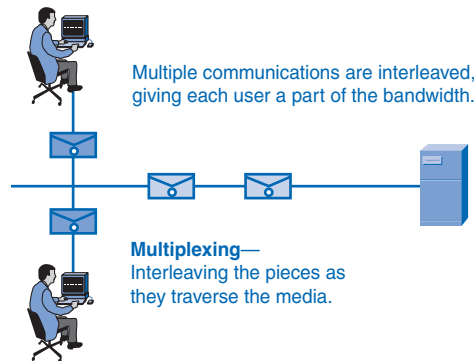 Multiple communications are interleaved,
giving each user a part of the bandwidth.
Multiplexing—
Interleaving the pieces as
they traverse the media.